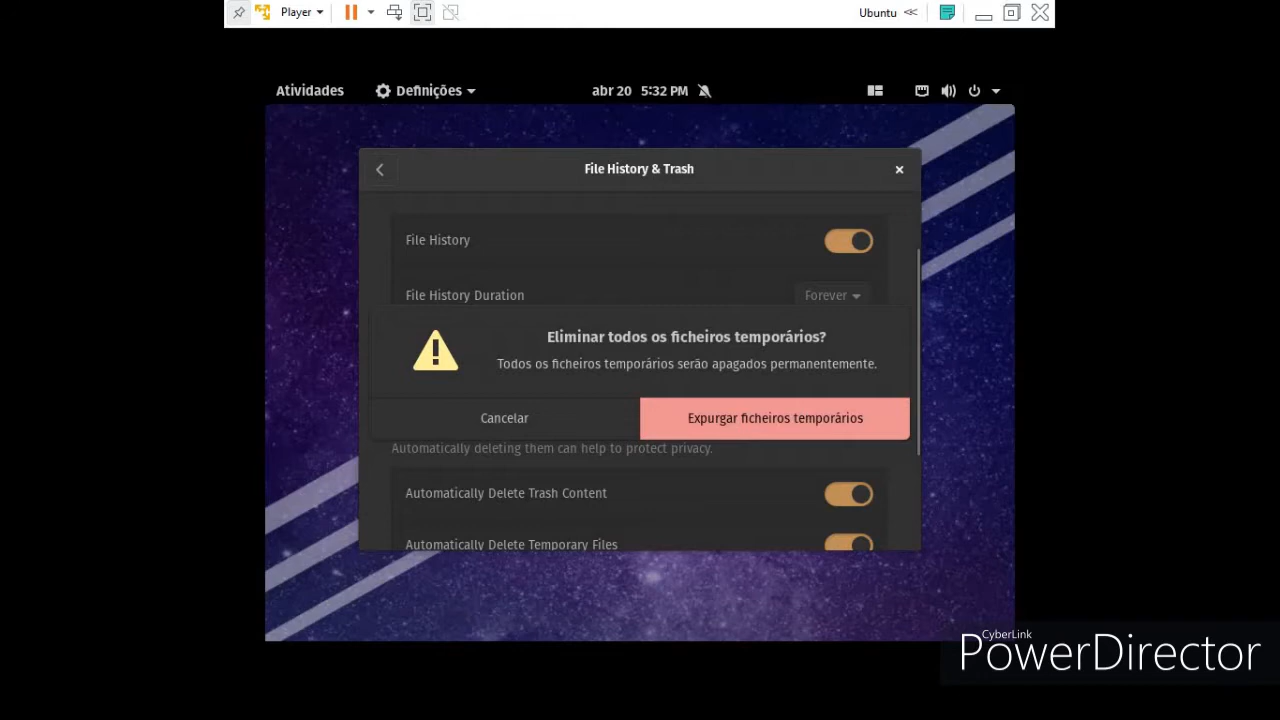 Player
Ubuntu
Atividades
Definições
abr 20 5:32 PM
File History & Trash
File History
File History Duration
Forever
Eliminar todos os ficheiros temporários?
Todos os ficheiros temporários serão apagados permanentemente.
Cancelar
Expurgar ficheiros temporários
Automatically deleting them can help to protect privacy.
Automatically Delete Trash Content
Automatically Delete Temporary Files
CyberLink
PowerDirector